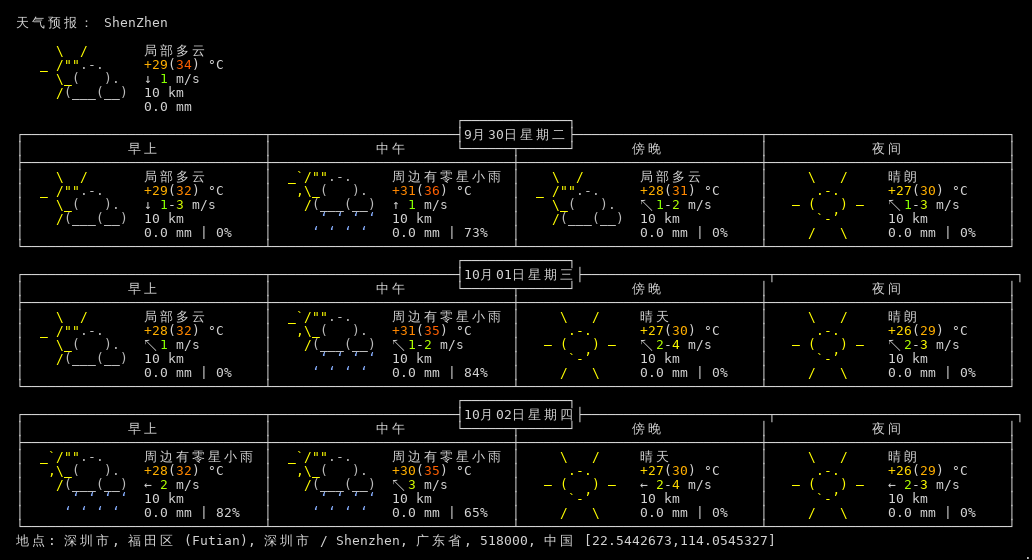 天气预报： ShenZhen
局部多云
+29(34) °C
↓ 1 m/s
10 km
0.0 mm
9月30日星期二
早上 中午 傍晚 夜间
局部多云 周边有零星小雨 局部多云 晴朗
+29(32) °C +31(36) °C +28(31) °C +27(30) °C
↓ 1-3 m/s ↑ 1 m/s ↖ 1-2 m/s ↖ 1-3 m/s
10 km 10 km 10 km 10 km
0.0 mm | 0% 0.0 mm | 73% 0.0 mm | 0% 0.0 mm | 0%
10月01日星期三
早上 中午 傍晚 夜间
局部多云 周边有零星小雨 晴天 晴朗
+28(32) °C +31(35) °C +27(30) °C +26(29) °C
↖ 1 m/s ↖ 1-2 m/s ↖ 2-4 m/s ↖ 2-3 m/s
10 km 10 km 10 km 10 km
0.0 mm | 0% 0.0 mm | 84% 0.0 mm | 0% 0.0 mm | 0%
10月02日星期四
早上 中午 傍晚 夜间
周边有零星小雨 周边有零星小雨 晴天 晴朗
+28(32) °C +30(35) °C +27(30) °C +26(29) °C
← 2 m/s ↖ 3 m/s ← 2-4 m/s ← 2-3 m/s
10 km 10 km 10 km 10 km
0.0 mm | 82% 0.0 mm | 65% 0.0 mm | 0% 0.0 mm | 0%
地点: 深圳市, 福田区 (Futian), 深圳市 / Shenzhen, 广东省, 518000, 中国 [22.5442673,114.0545327]